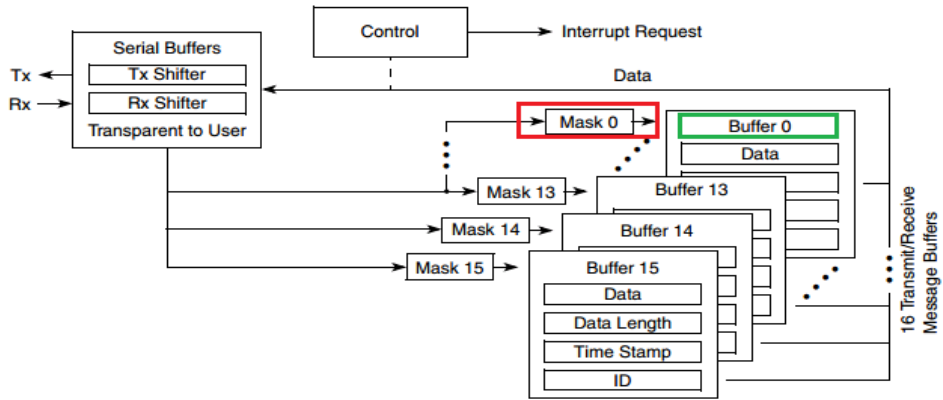 Control
Interrupt Request
Serial Buffers
Tx
Tx Shifter
Data
Rx
Rx Shifter
Transparent to User
Mask 0
Buffer 0
Data
Mask 13
Buffer 13
Mask 14
Buffer 14
Mask 15
Buffer 15
Data
Data Length
Time Stamp
ID
16 Transmit/Receive
Message Buffers